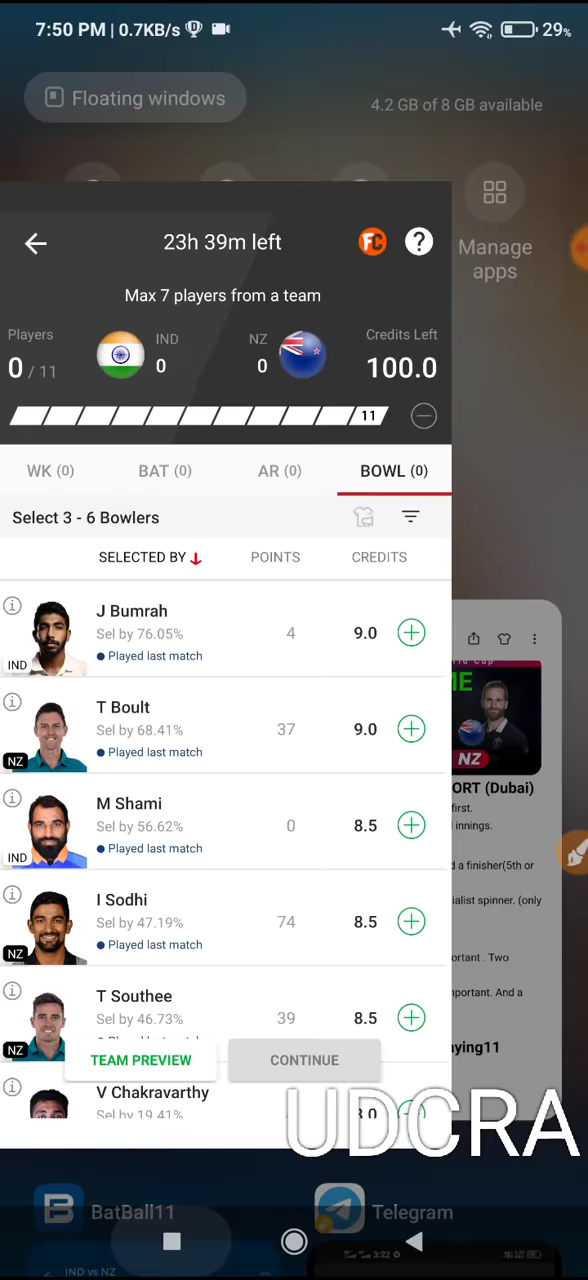 7:50 PM | 0.7KB/s
29%
Floating windows
4.2 GB of 8 GB available
Manage apps
23h 39m left
FC
?
Max 7 players from a team
Players
IND
NZ
Credits Left
0 / 11
0
0
100.0
11
WK (0)
BAT (0)
AR (0)
BOWL (0)
Select 3 - 6 Bowlers
SELECTED BY
POINTS
CREDITS
J Bumrah
Sel by 76.05%
4
9.0
IND
Played last match
T Boult
Sel by 68.41%
37
9.0
NZ
Played last match
M Shami
Sel by 56.62%
0
8.5
IND
Played last match
I Sodhi
Sel by 47.19%
74
8.5
NZ
Played last match
T Southee
Sel by 46.73%
39
8.5
NZ
TEAM PREVIEW
CONTINUE
V Chakravarthy
Sel by 19.41%
NZ
ORT (Dubai)
first.
innings.
d a finisher(5th or
ialist spinner. (only
ortant . Two
portant. And a
aying11
UDCRA
BatBall11
Telegram
IND vs NZ